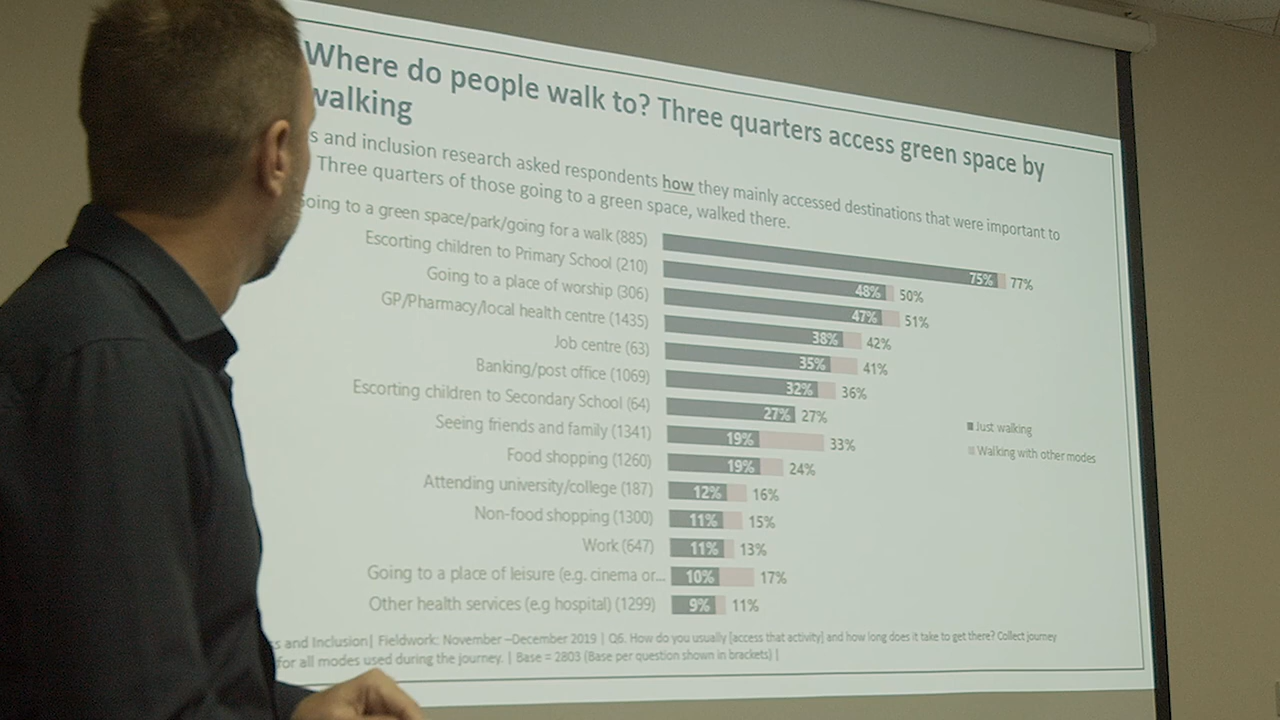 Where do people walk to? Three quarters access green space by
walking
and inclusion research asked respondents how they mainly accessed destinations that were important to
Three quarters of those going to a green space, walked there.
Going to a green space/park/going for a walk (885) 75% 77%
Escorting children to Primary School (210) 48% 50%
Going to a place of worship (306) 47% 51%
GP/Pharmacy/local health centre (1435) 38% 42%
Job centre (63) 35% 41%
Banking/post office (1069) 32% 36%
Escorting children to Secondary School (64) 27% 27%
Seeing friends and family (1341) 19% 33%
Food shopping (1260) 19% 24%
Attending university/college (187) 12% 16%
Non-food shopping (1300) 11% 15%
Work (647) 11% 13%
Going to a place of leisure (e.g. cinema or... 10% 17%
Other health services (e.g hospital) (1299) 9% 11%
Just walking
Walking with other modes
and Inclusion| Fieldwork: November –December 2019 | Q6. How do you usually [access that activity] and how long does it take to get there? Collect journey
for all modes used during the journey. | Base = 2803 (Base per question shown in brackets) |